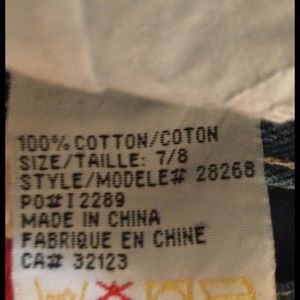 100% COTTON/COTON
SIZE/TAILLE: 7/8
STYLE/MODELE# 28268
PO# I2289
MADE IN CHINA
FABRIQUE EN CHINE
CA# 32123